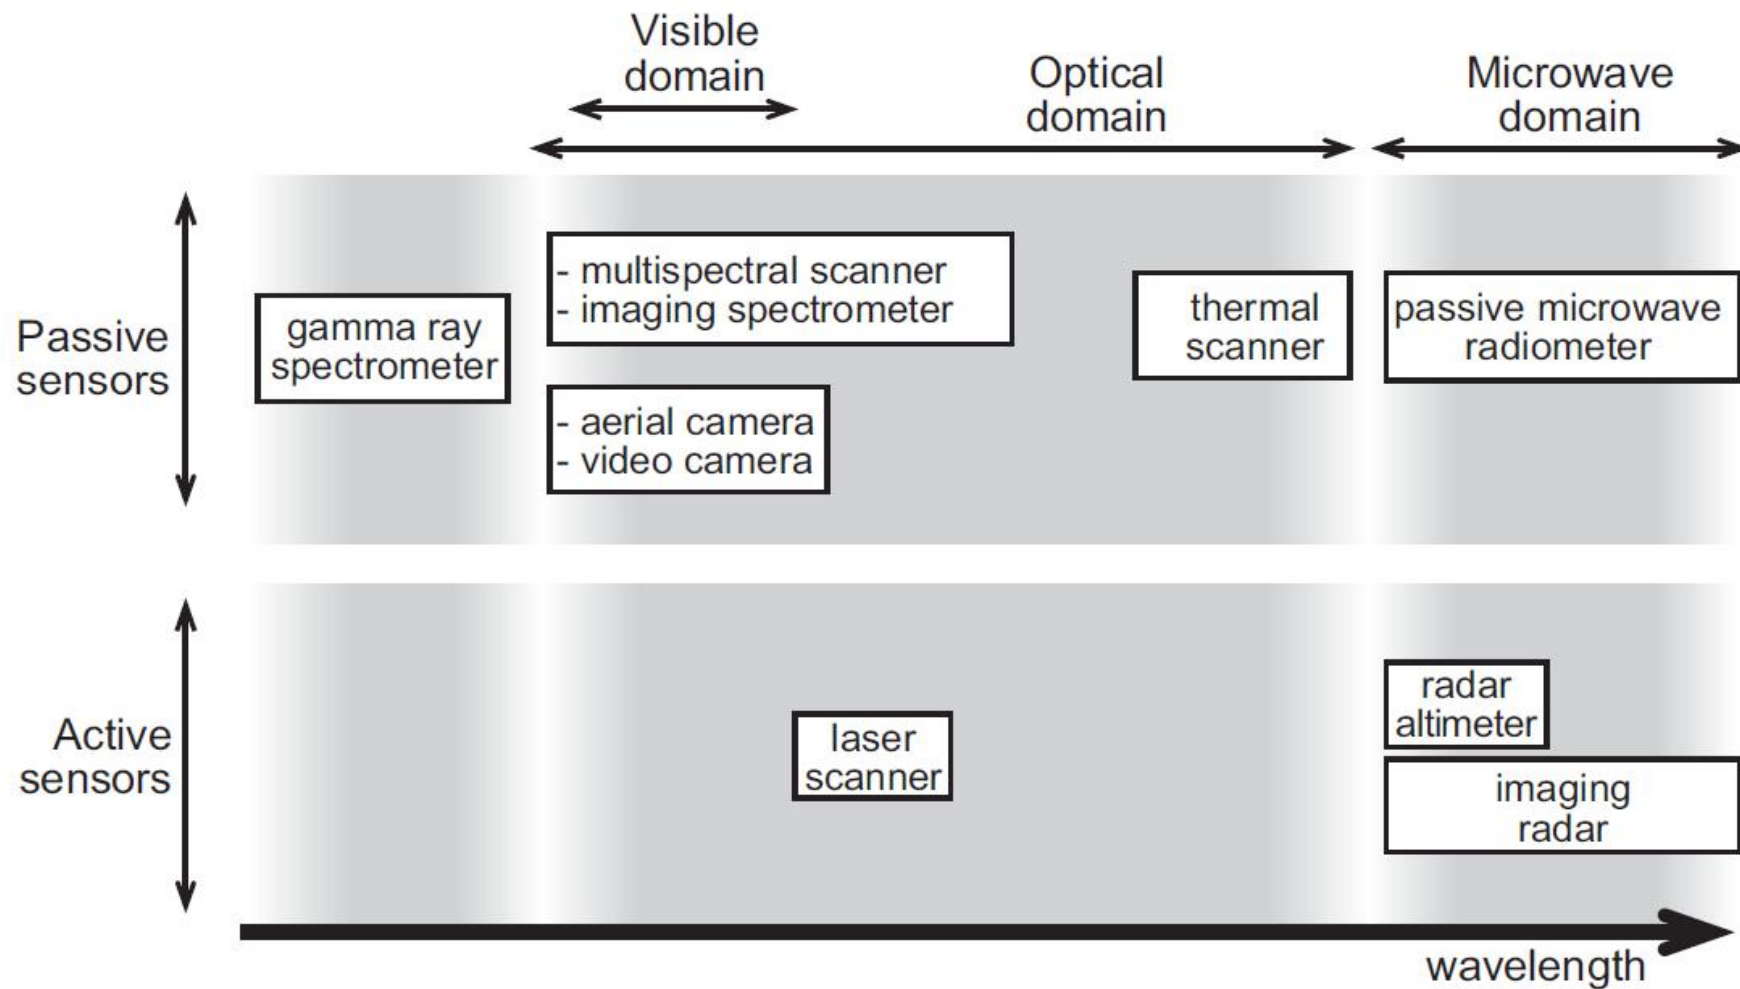 Visible
domain
Optical
domain
Microwave
domain
Passive
sensors
gamma ray
spectrometer
- multispectral scanner
- imaging spectrometer
- aerial camera
- video camera
thermal
scanner
passive microwave
radiometer
Active
sensors
laser
scanner
radar
altimeter
imaging
radar
wavelength